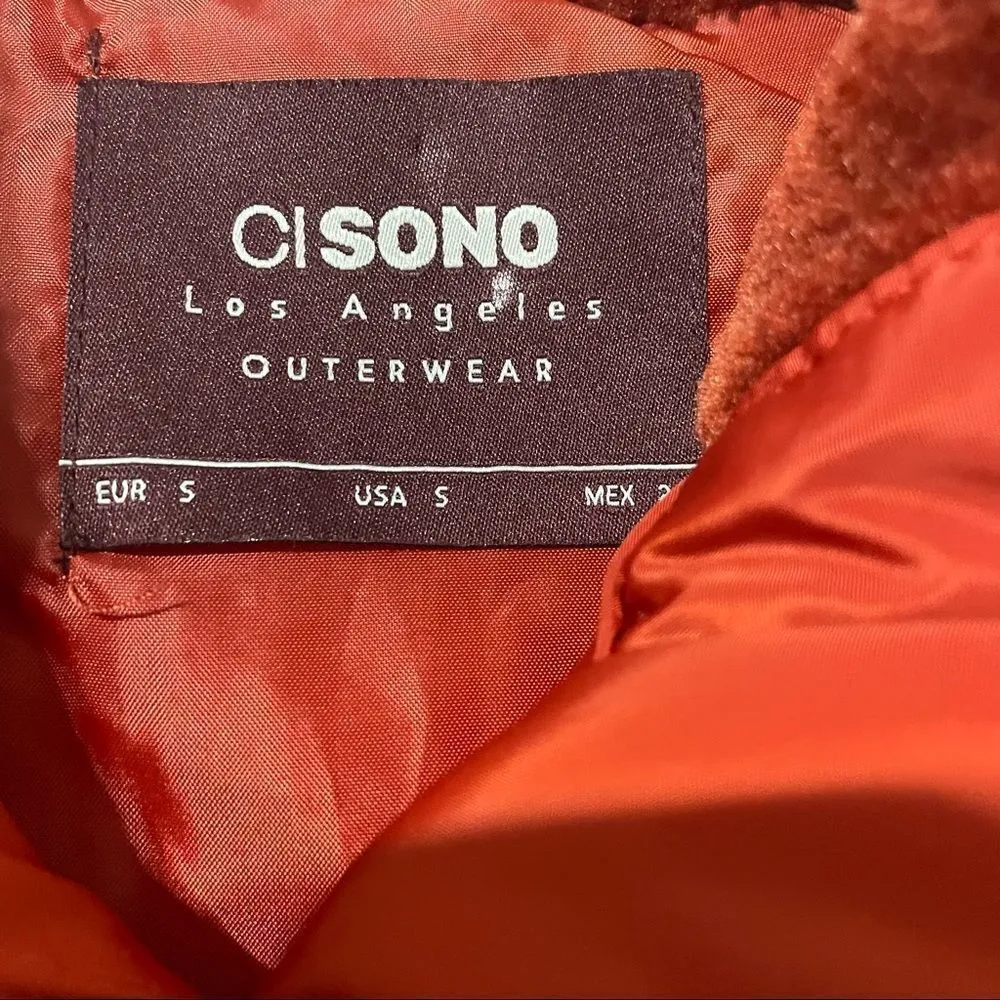 CI SONO
Los Angeles
OUTERWEAR
EUR S USA S MEX